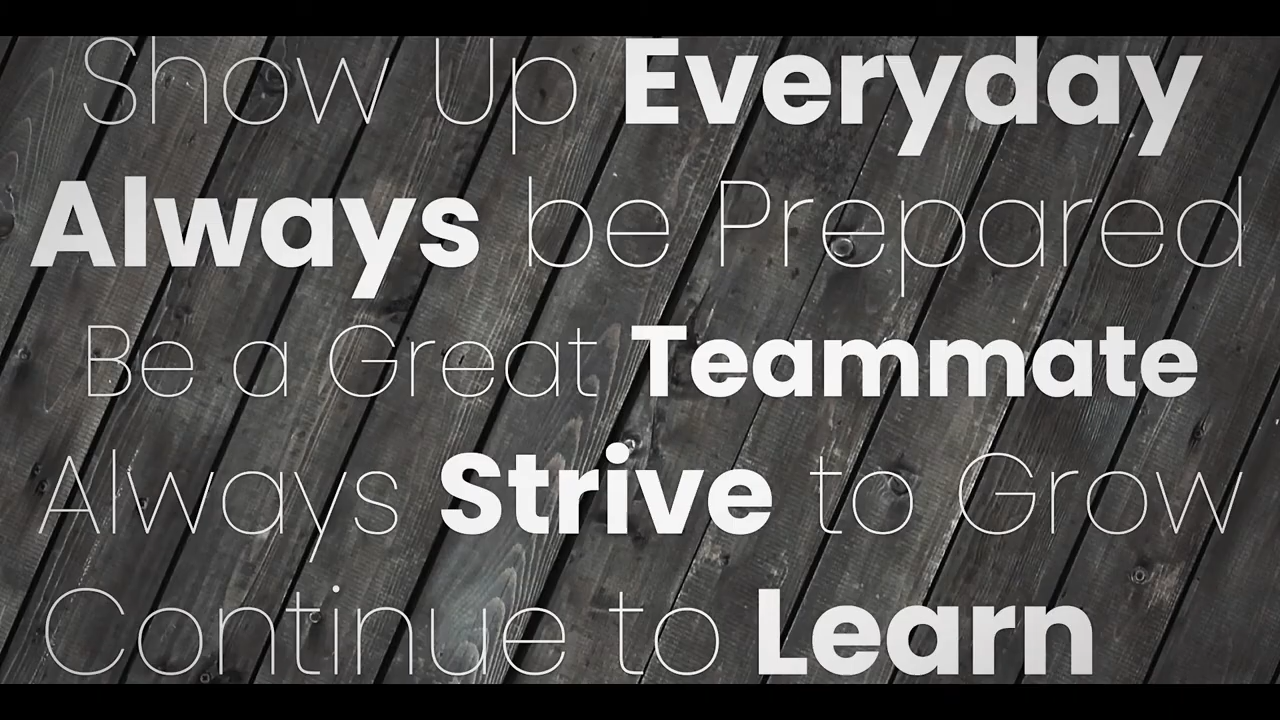 Show Up Everyday
Always be Prepared
Be a Great Teammate
Always Strive to Grow
Continue to Learn